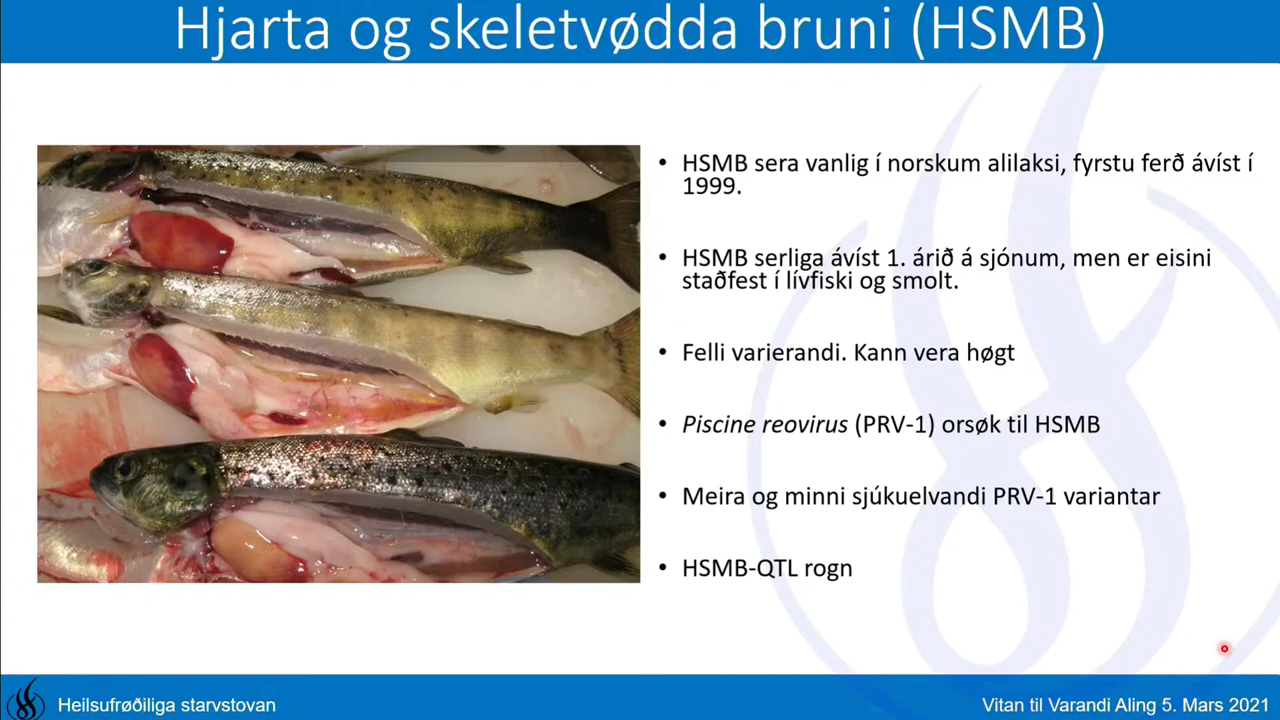 Hjarta og skeletvødda bruni (HSMB)
• HSMB sera vanlig í norskum alilaksi, fyrstu ferð ávíst í
1999.
• HSMB serliga ávíst 1. árið á sjónum, men er eisini
staðfest í lívfiski og smolt.
• Felli varierandi. Kann vera høgt
• Piscine reovirus (PRV-1) orsøk til HSMB
• Meira og minni sjúkuelvandi PRV-1 variantar
• HSMB-QTL rogn
Heilsufrøðiliga starvstovan
Vitan til Varandi Aling 5. Mars 2021